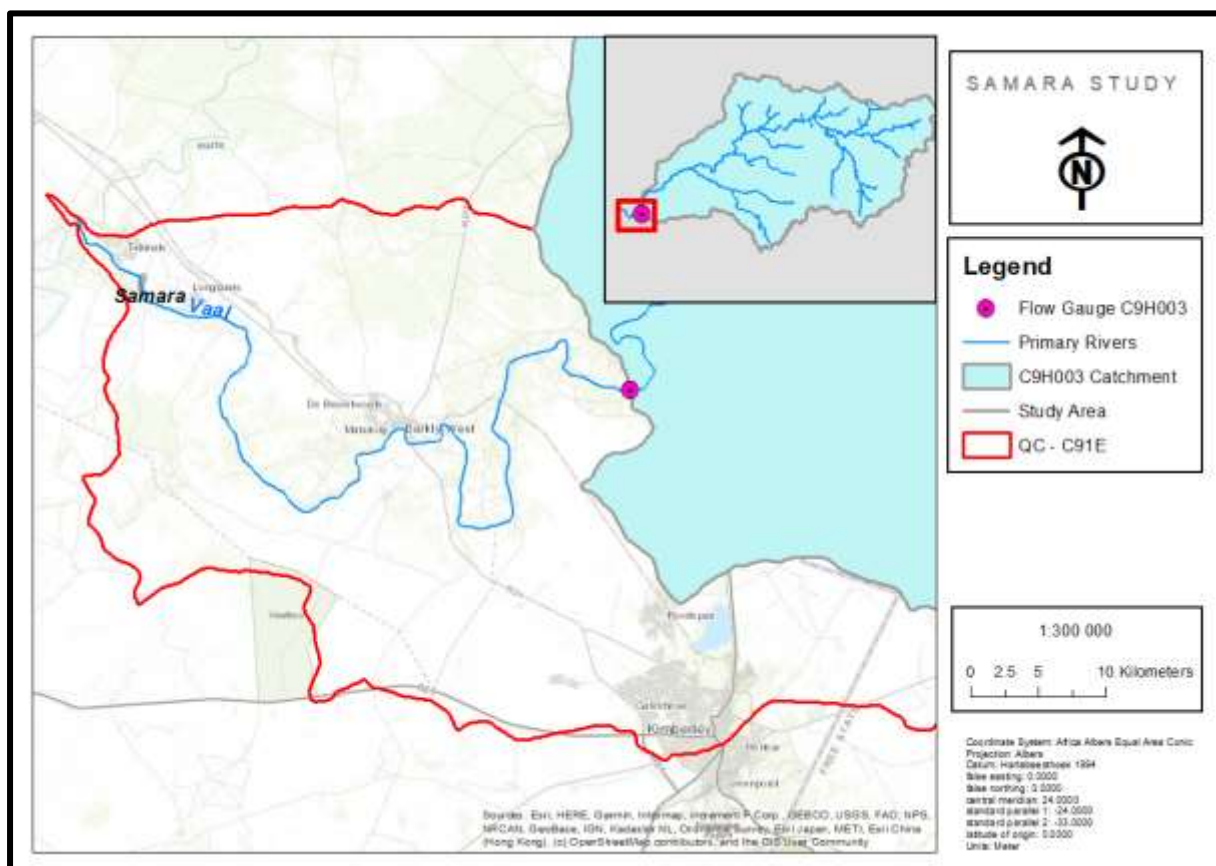 SAMARA STUDY
N
Legend
Flow Gauge C9H003
Primary Rivers
C9H003 Catchment
Study Area
QC - C91E
Samara
Vaal
Barkly West
Kimberley
FREE STATE
1:300 000
0 2.5 5 10 Kilometers
Coordinate System: Africa Albers Equal Area Conic
Projection: Albers
Datum: Hartebeesthoek 1994
false easting: 0.0000
false northing: 0.0000
central meridian: 24.0000
standard parallel 1: -24.0000
standard parallel 2: -33.0000
latitude of origin: 0.0000
Units: Meter
Sources: Esri, HERE, Garmin, Intermap, increment P Corp., GEBCO, USGS, FAO, NPS,
NRCAN, GeoBase, IGN, Kadaster NL, Ordnance Survey, Esri Japan, METI, Esri China
(Hong Kong), (c) OpenStreetMap contributors, and the GIS User Community